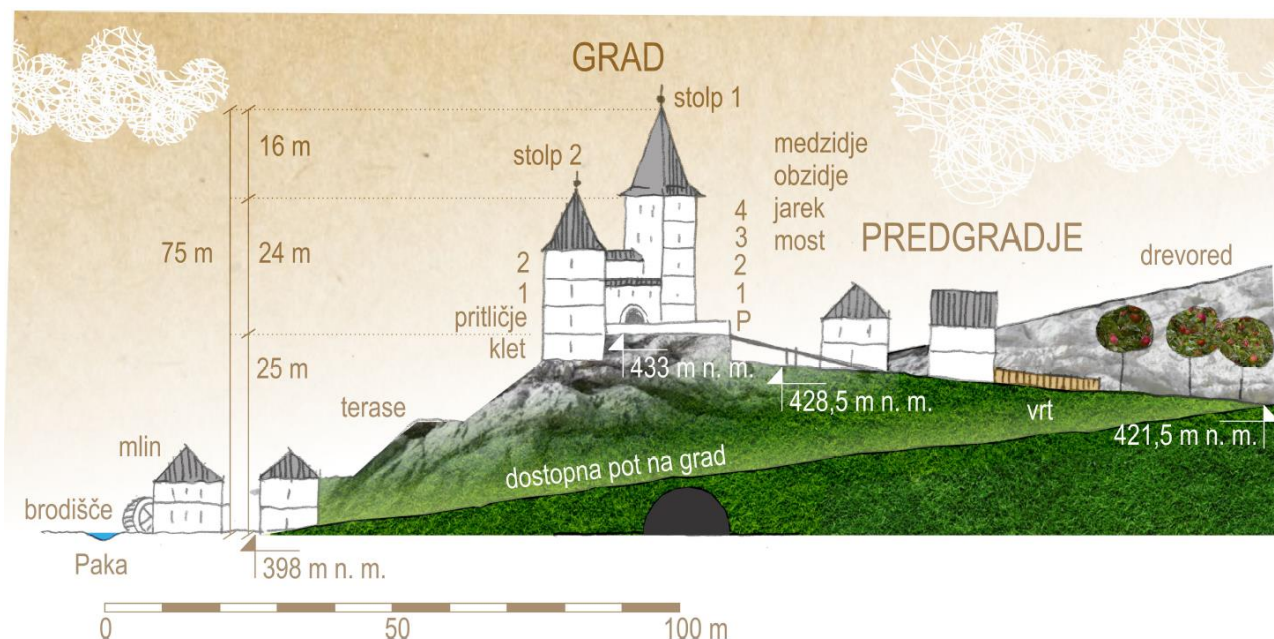 GRAD
stolp 1
16 m
stolp 2
medzidje
obzidje
jarek
most
PREDGRADJE
drevored
75 m
24 m
2
1
pritličje
klet
4
3
2
1
P
25 m
433 m n. m.
428,5 m n. m.
421,5 m n. m.
terase
vrt
mlin
dostopna pot na grad
brodišče
Paka
398 m n. m.
0
50
100 m